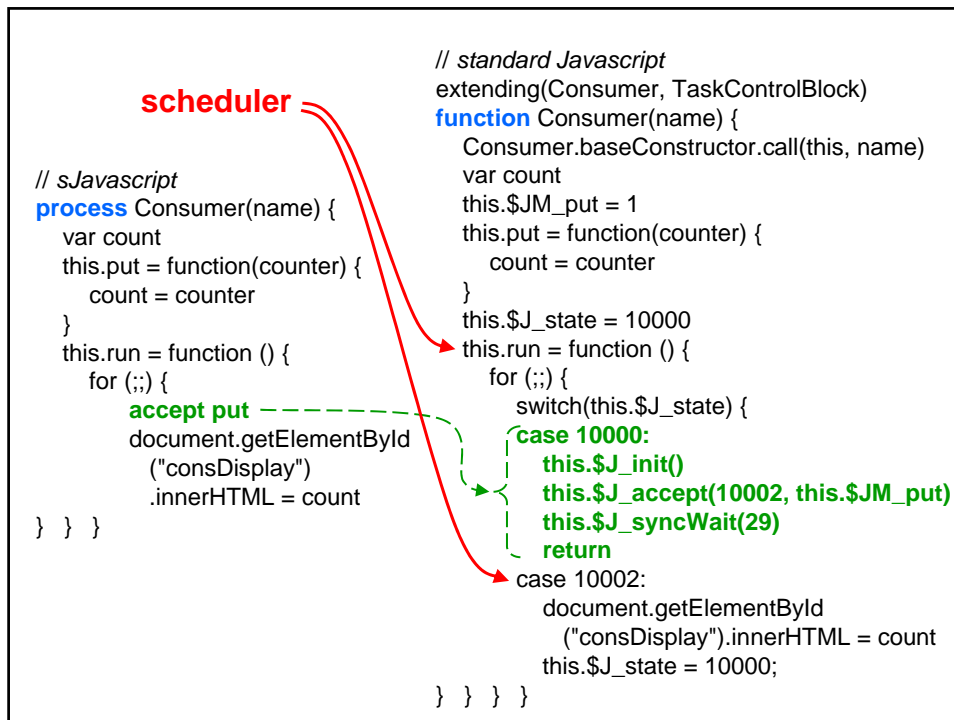 scheduler
// sJavascript
process Consumer(name) {
var count
this.put = function(counter) {
count = counter
}
this.run = function () {
for (;;) {
accept put
document.getElementById
("consDisplay")
.innerHTML = count
} } }
// standard Javascript
extending(Consumer, TaskControlBlock)
function Consumer(name) {
Consumer.baseConstructor.call(this, name)
var count
this.$JM_put = 1
this.put = function(counter) {
count = counter
}
this.$J_state = 10000
this.run = function () {
for (;;) {
switch(this.$J_state) {
case 10000:
this.$J_init()
this.$J_accept(10002, this.$JM_put)
this.$J_syncWait(29)
return
case 10002:
document.getElementById
("consDisplay").innerHTML = count
this.$J_state = 10000;
} } } }